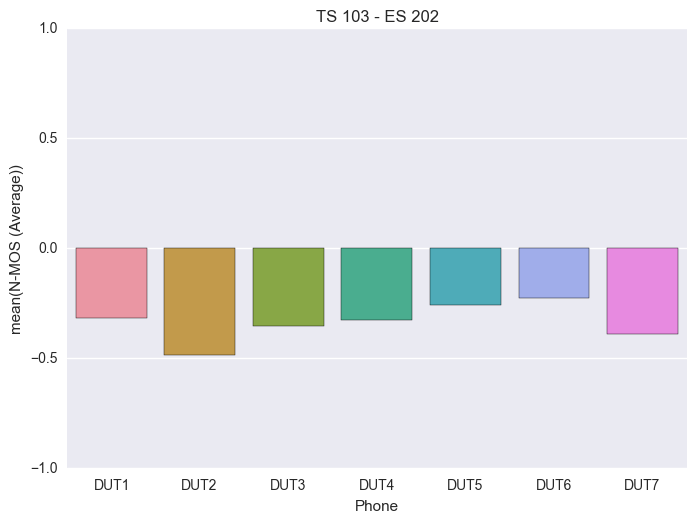 TS 103 - ES 202
1.0
0.5
0.0
−0.5
−1.0
mean(N-MOS (Average))
DUT1 DUT2 DUT3 DUT4 DUT5 DUT6 DUT7
Phone